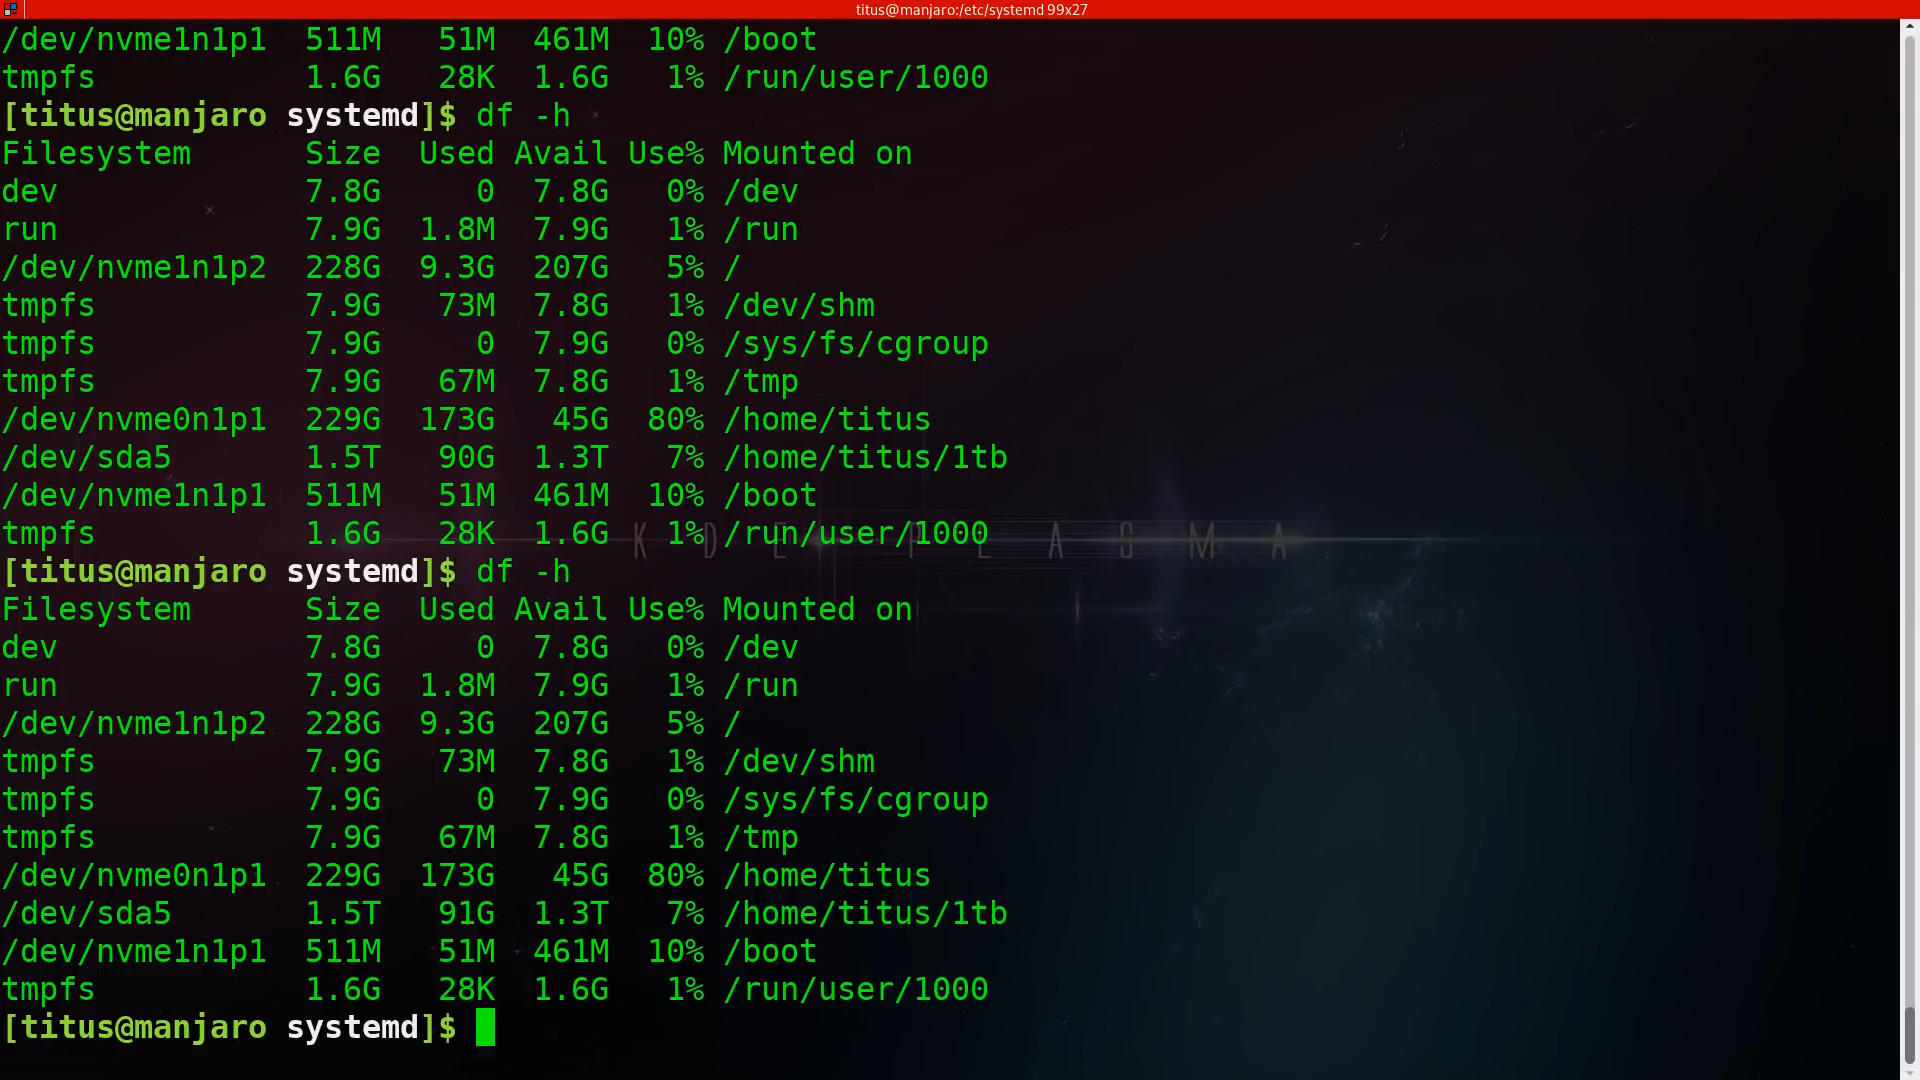 titus@manjaro:/etc/systemd 99x27
/dev/nvme1n1p1  511M   51M  461M  10% /boot
tmpfs           1.6G   28K  1.6G   1% /run/user/1000
[titus@manjaro systemd]$ df -h
Filesystem      Size  Used Avail Use% Mounted on
dev             7.8G     0  7.8G   0% /dev
run             7.9G  1.8M  7.9G   1% /run
/dev/nvme1n1p2  228G  9.3G  207G   5% /
tmpfs           7.9G   73M  7.8G   1% /dev/shm
tmpfs           7.9G     0  7.9G   0% /sys/fs/cgroup
tmpfs           7.9G   67M  7.8G   1% /tmp
/dev/nvme0n1p1  229G  173G   45G  80% /home/titus
/dev/sda5       1.5T   90G  1.3T   7% /home/titus/1tb
/dev/nvme1n1p1  511M   51M  461M  10% /boot
tmpfs           1.6G   28K  1.6G   1% /run/user/1000
KDE PLASMA
[titus@manjaro systemd]$ df -h
Filesystem      Size  Used Avail Use% Mounted on
dev             7.8G     0  7.8G   0% /dev
run             7.9G  1.8M  7.9G   1% /run
/dev/nvme1n1p2  228G  9.3G  207G   5% /
tmpfs           7.9G   73M  7.8G   1% /dev/shm
tmpfs           7.9G     0  7.9G   0% /sys/fs/cgroup
tmpfs           7.9G   67M  7.8G   1% /tmp
/dev/nvme0n1p1  229G  173G   45G  80% /home/titus
/dev/sda5       1.5T   91G  1.3T   7% /home/titus/1tb
/dev/nvme1n1p1  511M   51M  461M  10% /boot
tmpfs           1.6G   28K  1.6G   1% /run/user/1000
[titus@manjaro systemd]$